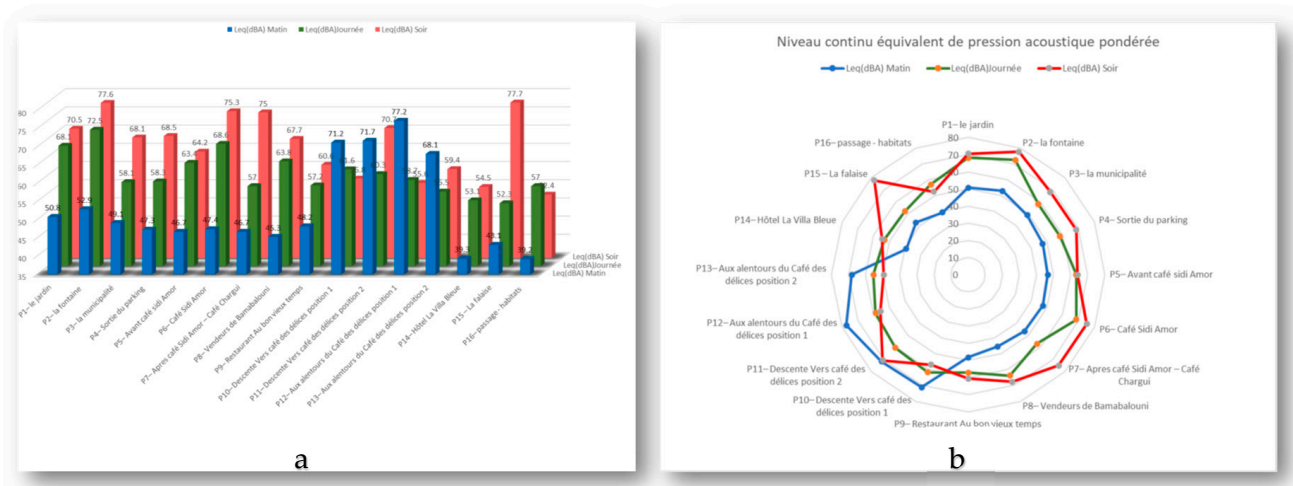 Leq(dBA) Matin Leq(dBA)Journée Leq(dBA) Soir
80
75
70
65
60
55
50
45
40
35
70.5 77.6 68.1 68.5 64.2 75.3 75 67.7 59.4 54.5 77.7
72.5 58.1 58.3 63.4 68.6 57 63.8 57.2 53.1 52.3 57
50.8 52.9 49.1 47.3 46.7 47.4 46.7 45.3 48.2 71.2 71.7 77.2 68.1 39.3 43.1 39.2
Leq(dBA) Soir
Leq(dBA)Journée
Leq(dBA) Matin
P1– le jardin
P2– la fontaine
P3– la municipalité
P4– Sortie du parking
P5– Avant café sidi Amor
P6– Café Sidi Amor
P7– Apres café Sidi Amor – Café Chargui
P8– Vendeurs de Bamabalouni
P9– Restaurant Au bon vieux temps
P10– Descente Vers café des délices position 1
P11– Descente Vers café des délices position 2
P12– Aux alentours du Café des délices position 1
P13– Aux alentours du Café des délices position 2
P14– Hôtel La Villa Bleue
P15 – La falaise
P16– passage- habitats
a
Niveau continu équivalent de pression acoustique pondérée
Leq(dBA) Matin Leq(dBA)Journée Leq(dBA) Soir
P1– le jardin
P2– la fontaine
P3– la municipalité
P4– Sortie du parking
P5– Avant café sidi Amor
P6– Café Sidi Amor
P7– Apres café Sidi Amor – Café
Chargui
P8– Vendeurs de Bamabalouni
P9– Restaurant Au bon vieux temps
P10– Descente Vers café des
délices position 1
P11– Descente Vers café des
délices position 2
P12– Aux alentours du Café des
délices position 1
P13– Aux alentours du Café des
délices position 2
P14– Hôtel La Villa Bleue
P15– La falaise
P16– passage - habitats
80
70
60
50
40
30
20
10
0
b